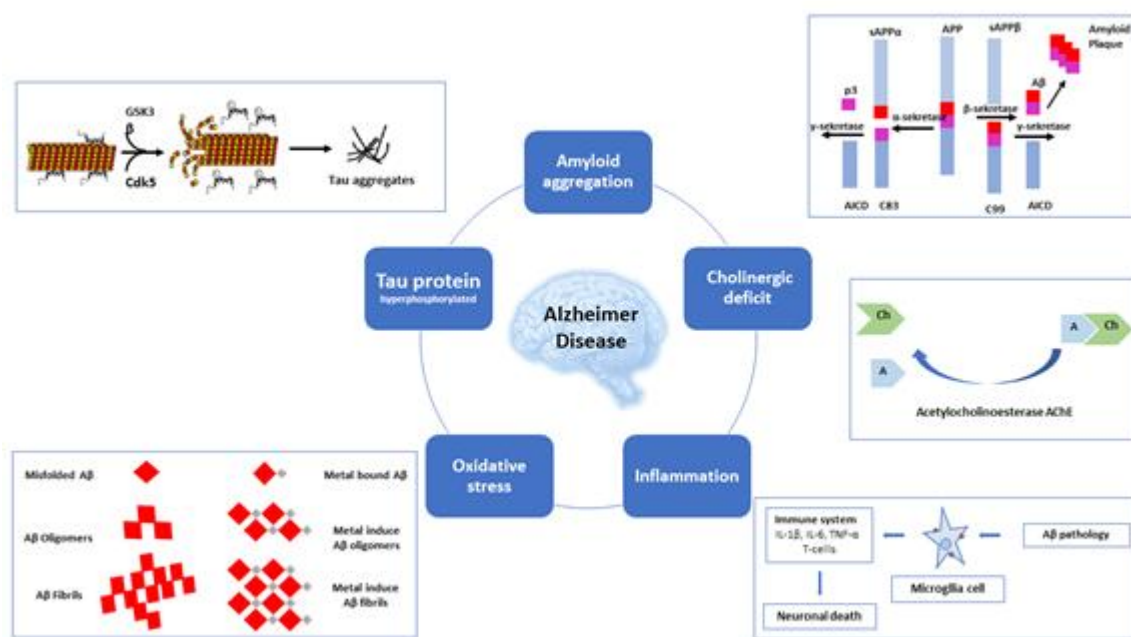 GSK3
β
Cdk5
Tau aggregates
sAPPα
APP
sAPPβ
Amyloid
Plaque
p3
Aβ
β-sekretase
α-sekretase
γ-sekretase
γ-sekretase
AICD
C83
C99
AICD
Amyloid
aggregation
Tau protein
hyperphosphorylated
Cholinergic
deficit
Alzheimer
Disease
Oxidative
stress
Inflammation
Ch
A
Ch
A
Acetylocholinoesterase AChE
Misfolded Aβ
Metal bound Aβ
Aβ Oligomers
Metal induce
Aβ oligomers
Aβ Fibrils
Metal induce
Aβ fibrils
Immune system
IL-1β, IL-6, TNF-α
T-cells
Aβ pathology
Microgllia cell
Neuronal death